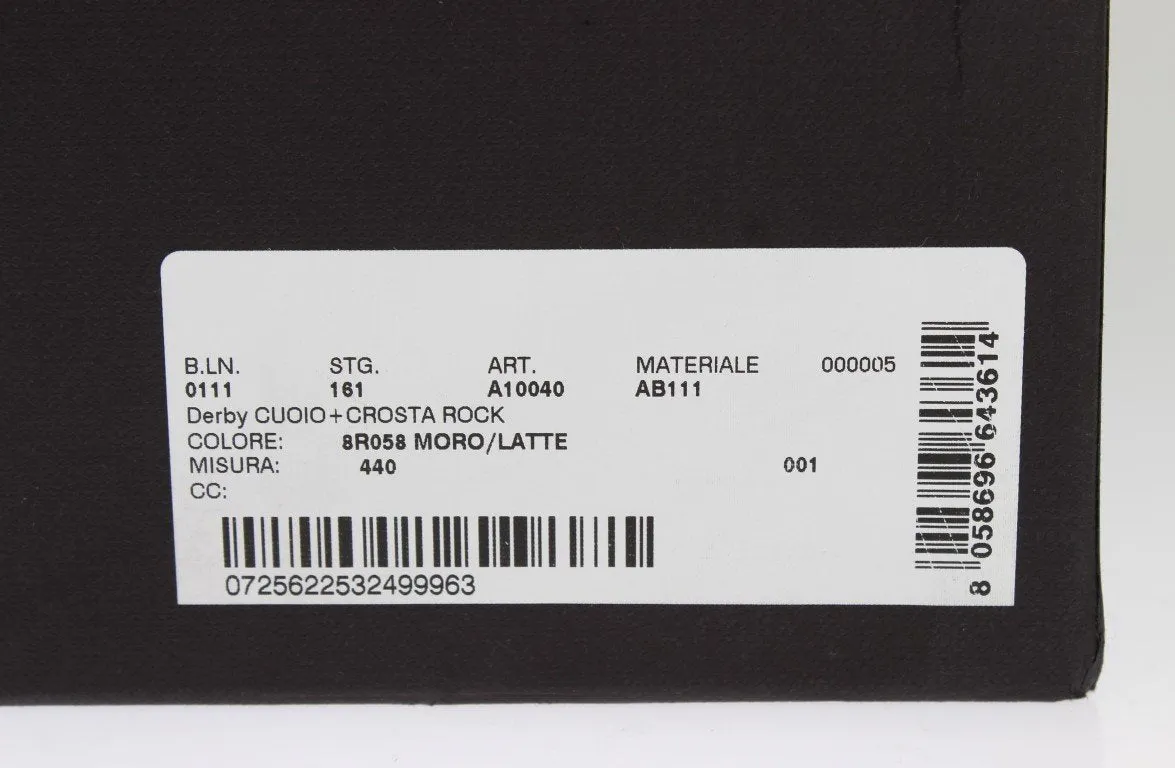 B.LN. STG. ART. MATERIALE 000005
0111 161 A10040 AB111
Derby CUOIO+CROSTA ROCK
COLORE: 8R058 MORO/LATTE
MISURA: 440 001
CC:
0725622532499963
8 058696 643614